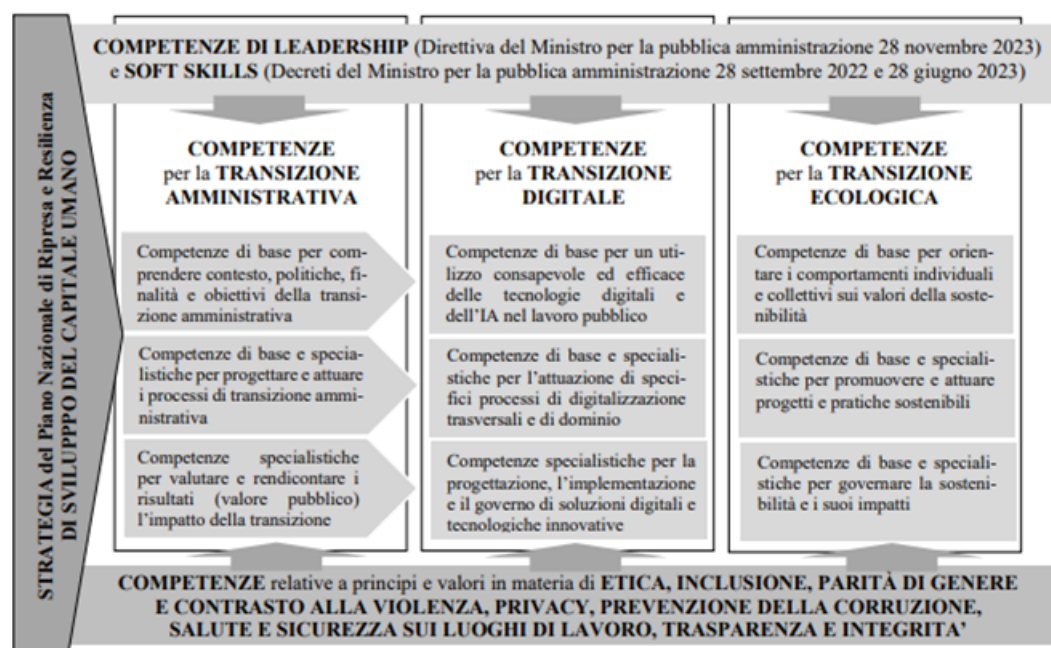 STRATEGIA del Piano Nazionale di Ripresa e Resilienza
DI SVILUPPPO DEL CAPITALE UMANO
COMPETENZE DI LEADERSHIP (Direttiva del Ministro per la pubblica amministrazione 28 novembre 2023)
e SOFT SKILLS (Decreti del Ministro per la pubblica amministrazione 28 settembre 2022 e 28 giugno 2023)
COMPETENZE
per la TRANSIZIONE
AMMINISTRATIVA
Competenze di base per com-
prendere contesto, politiche, fi-
nalità e obiettivi della transi-
zione amministrativa
Competenze di base e specia-
listiche per progettare e attuare
i processi di transizione ammi-
nistrativa
Competenze specialistiche
per valutare e rendicontare i
risultati (valore pubblico)
l'impatto della transizione
COMPETENZE
per la TRANSIZIONE
DIGITALE
Competenze di base per un uti-
lizzo consapevole ed efficace
delle tecnologie digitali e
dell'IA nel lavoro pubblico
Competenze di base e speciali-
stiche per l'attuazione di speci-
fici processi di digitalizzazione
trasversali e di dominio
Competenze specialistiche per la
progettazione, l'implementazione
e il governo di soluzioni digitali e
tecnologiche innovative
COMPETENZE
per la TRANSIZIONE
ECOLOGICA
Competenze di base per orien-
tare i comportamenti individuali
e collettivi sui valori della soste-
nibilità
Competenze di base e speciali-
stiche per promuovere e attuare
progetti e pratiche sostenibili
Competenze di base e speciali-
stiche per governare la sosteni-
bilità e i suoi impatti
COMPETENZE relative a principi e valori in materia di ETICA, INCLUSIONE, PARITÀ DI GENERE
E CONTRASTO ALLA VIOLENZA, PRIVACY, PREVENZIONE DELLA CORRUZIONE,
SALUTE E SICUREZZA SUI LUOGHI DI LAVORO, TRASPARENZA E INTEGRITA'